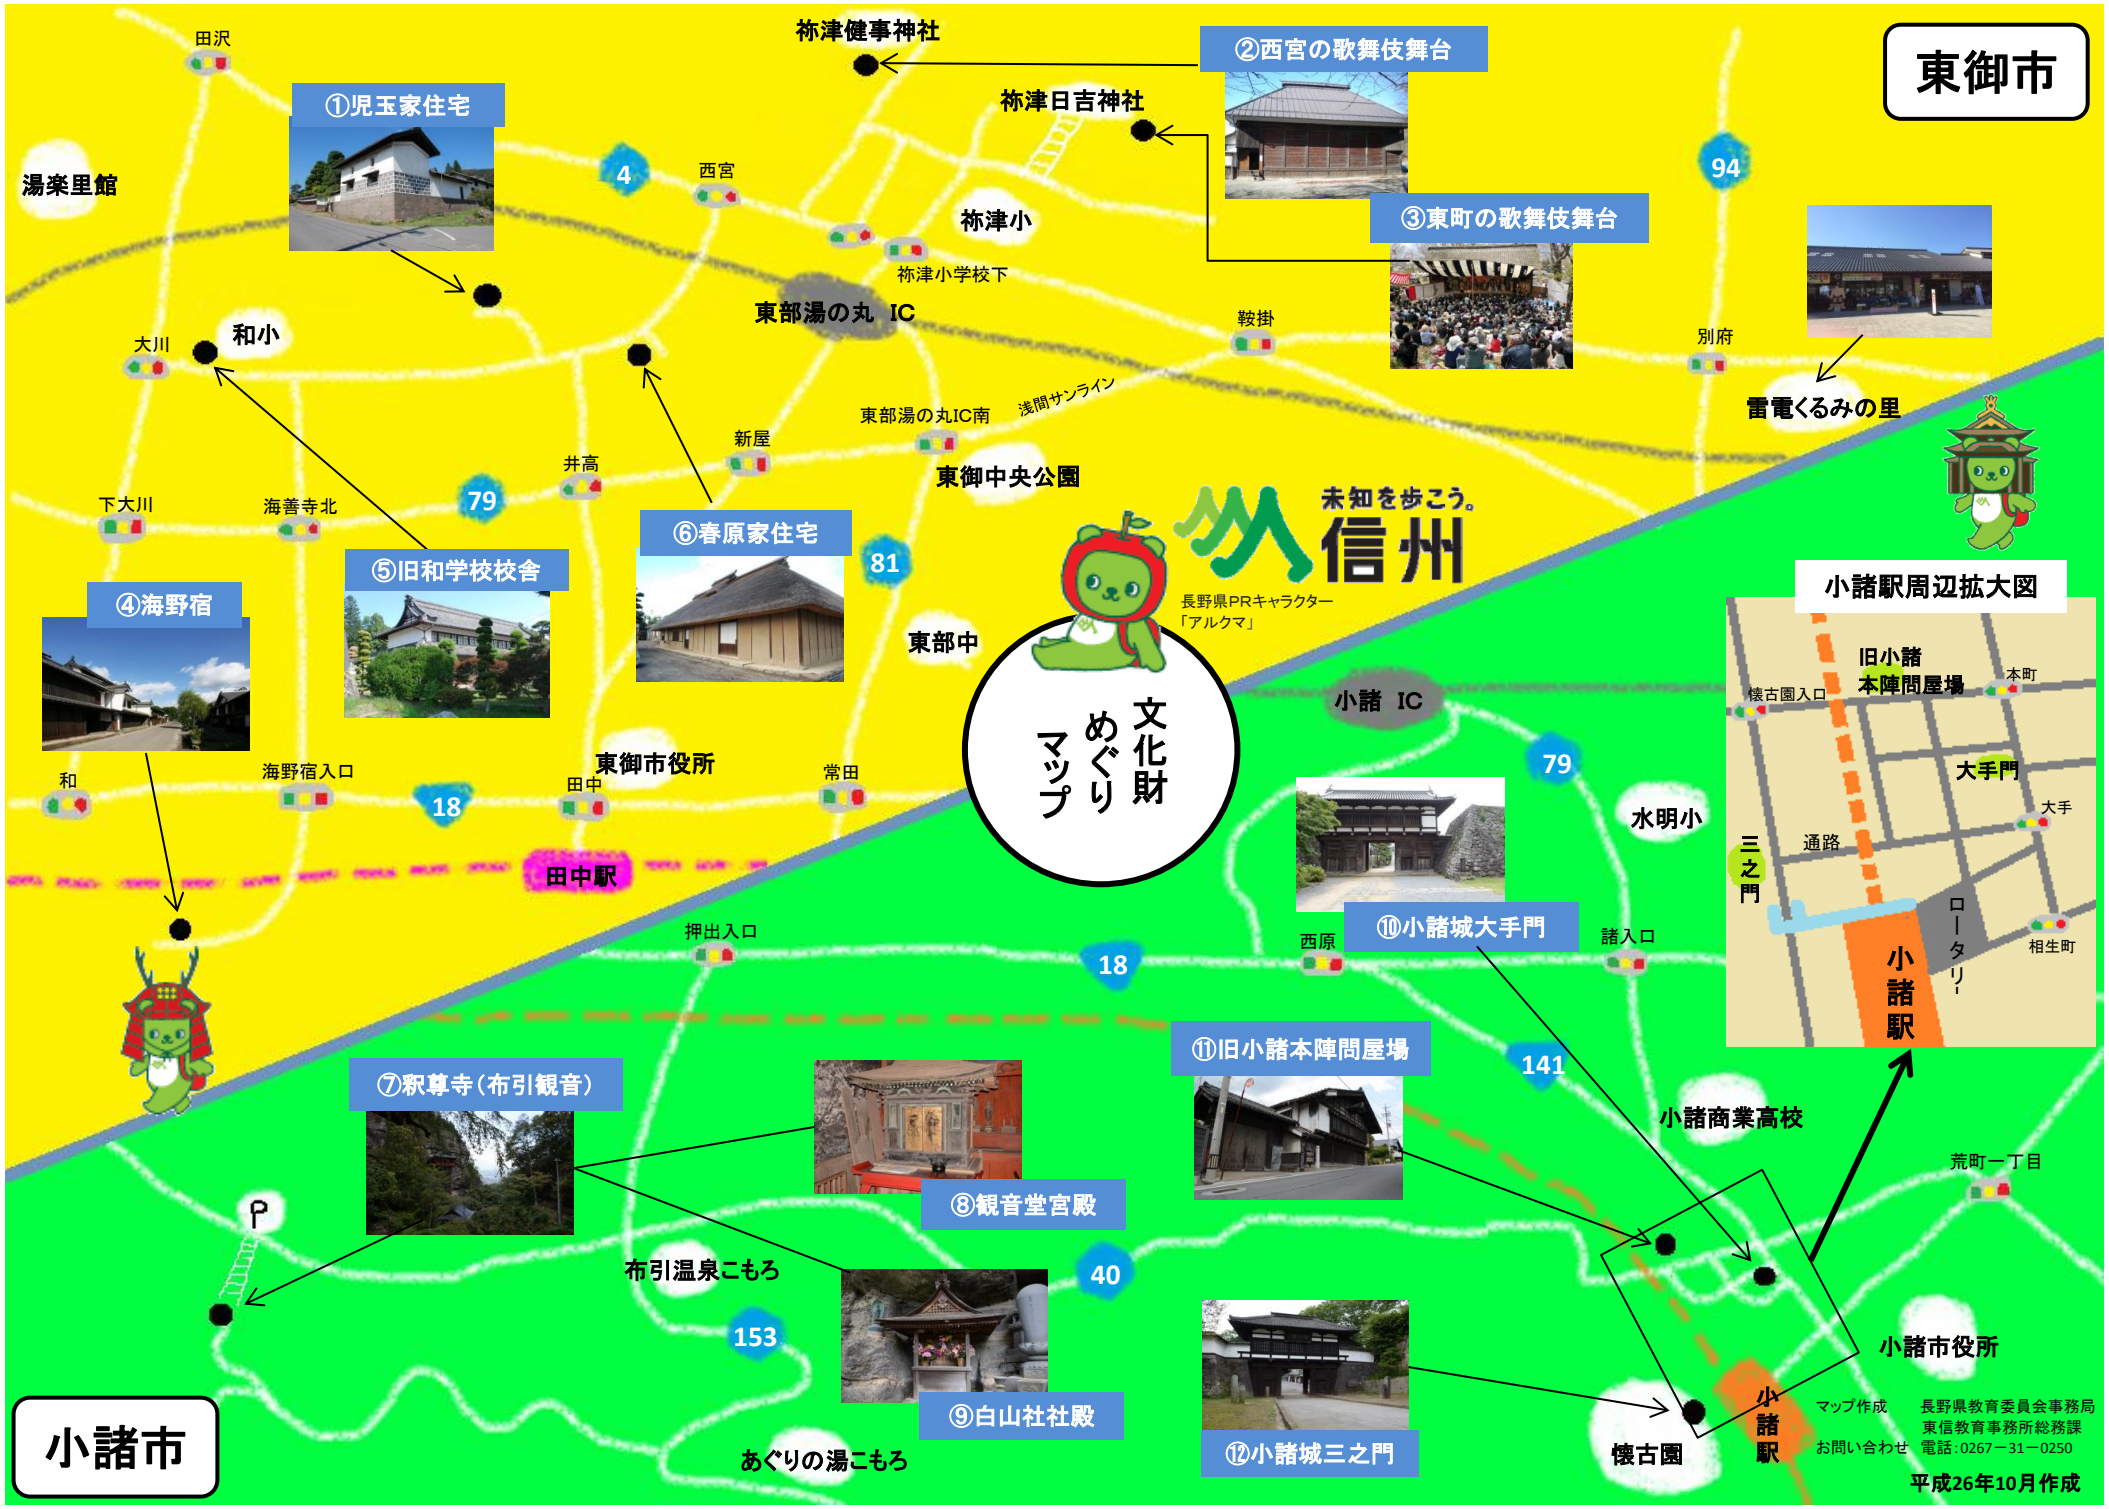 東御市
祢津健事神社
②西宮の歌舞伎舞台
田沢
①児玉家住宅
祢津日吉神社
湯楽里館
4
西宮
94
祢津小
③東町の歌舞伎舞台
祢津小学校下
東部湯の丸 IC
和小
大川
鞍掛
別府
雷電くるみの里
浅間サンライン
東部湯の丸IC南
新屋
井高
東御中央公園
79
下大川
海善寺北
⑥春原家住宅
81
⑤旧和学校校舎
④海野宿
東部中
未知を歩こう。
信州
長野県PRキャラクター
「アルクマ」
文化財
めぐり
マップ
和
海野宿入口
18
東御市役所
田中
常田
田中駅
小諸駅周辺拡大図
旧小諸
本陣問屋場
本町
懐古園入口
大手門
大手
通路
三之門
ロータリー
相生町
小諸駅
小諸 IC
79
水明小
⑩小諸城大手門
押出入口
18
西原
諸入口
⑪旧小諸本陣問屋場
141
小諸商業高校
荒町一丁目
⑦釈尊寺(布引観音)
⑧観音堂宮殿
P
布引温泉こもろ
40
153
⑨白山社社殿
あぐりの湯こもろ
⑫小諸城三之門
懐古園
小諸駅
小諸市役所
小諸市
マップ作成 長野県教育委員会事務局
東信教育事務所総務課
お問い合わせ 電話:0267-31-0250
平成26年10月作成